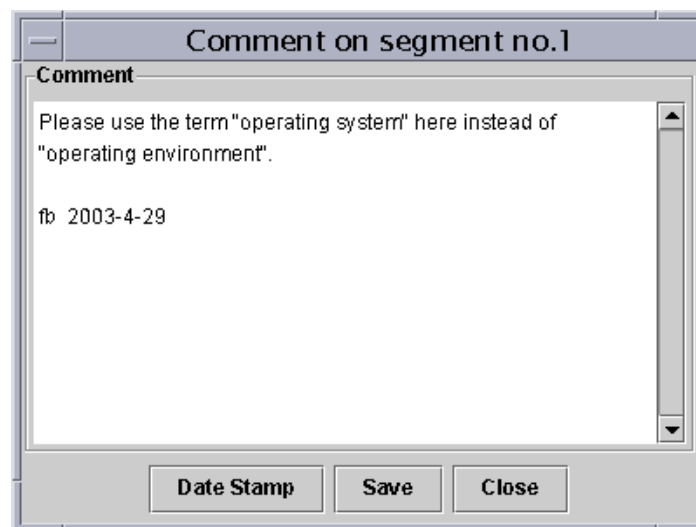 Comment on segment no.1
Comment
Please use the term "operating system" here instead of
"operating environment".
fb 2003-4-29
Date Stamp
Save
Close